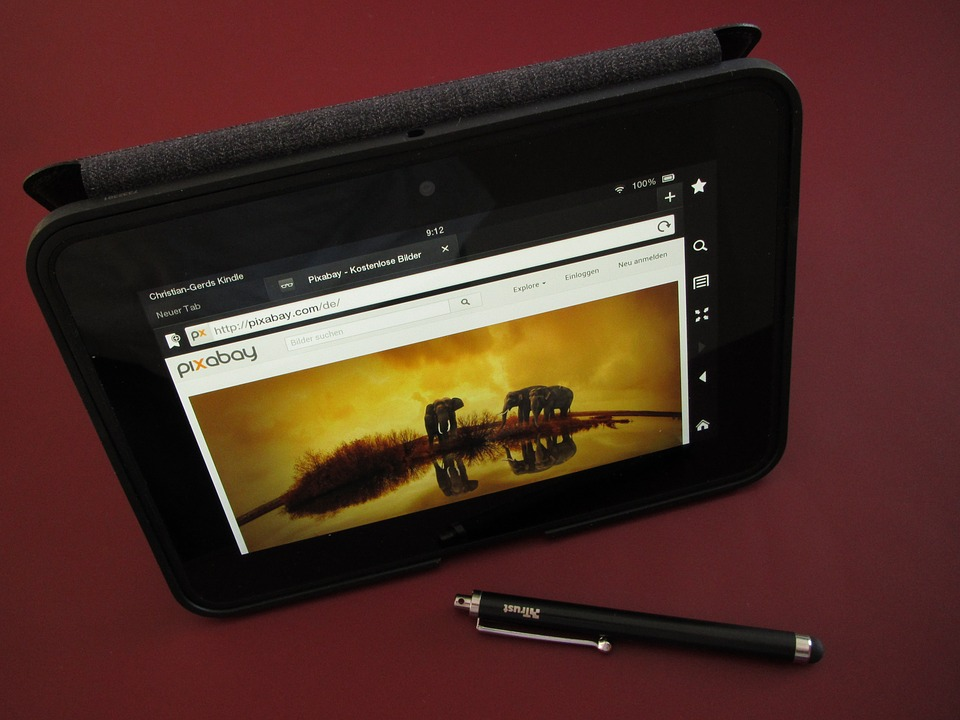 100%
9:12
Christian-Gerds Kindle
Neuer Tab
Pixabay - Kostenlose Bilder
http://pixabay.com/de/
pixabay
Bilder suchen
Explore
Einloggen
Neu anmelden
Trust